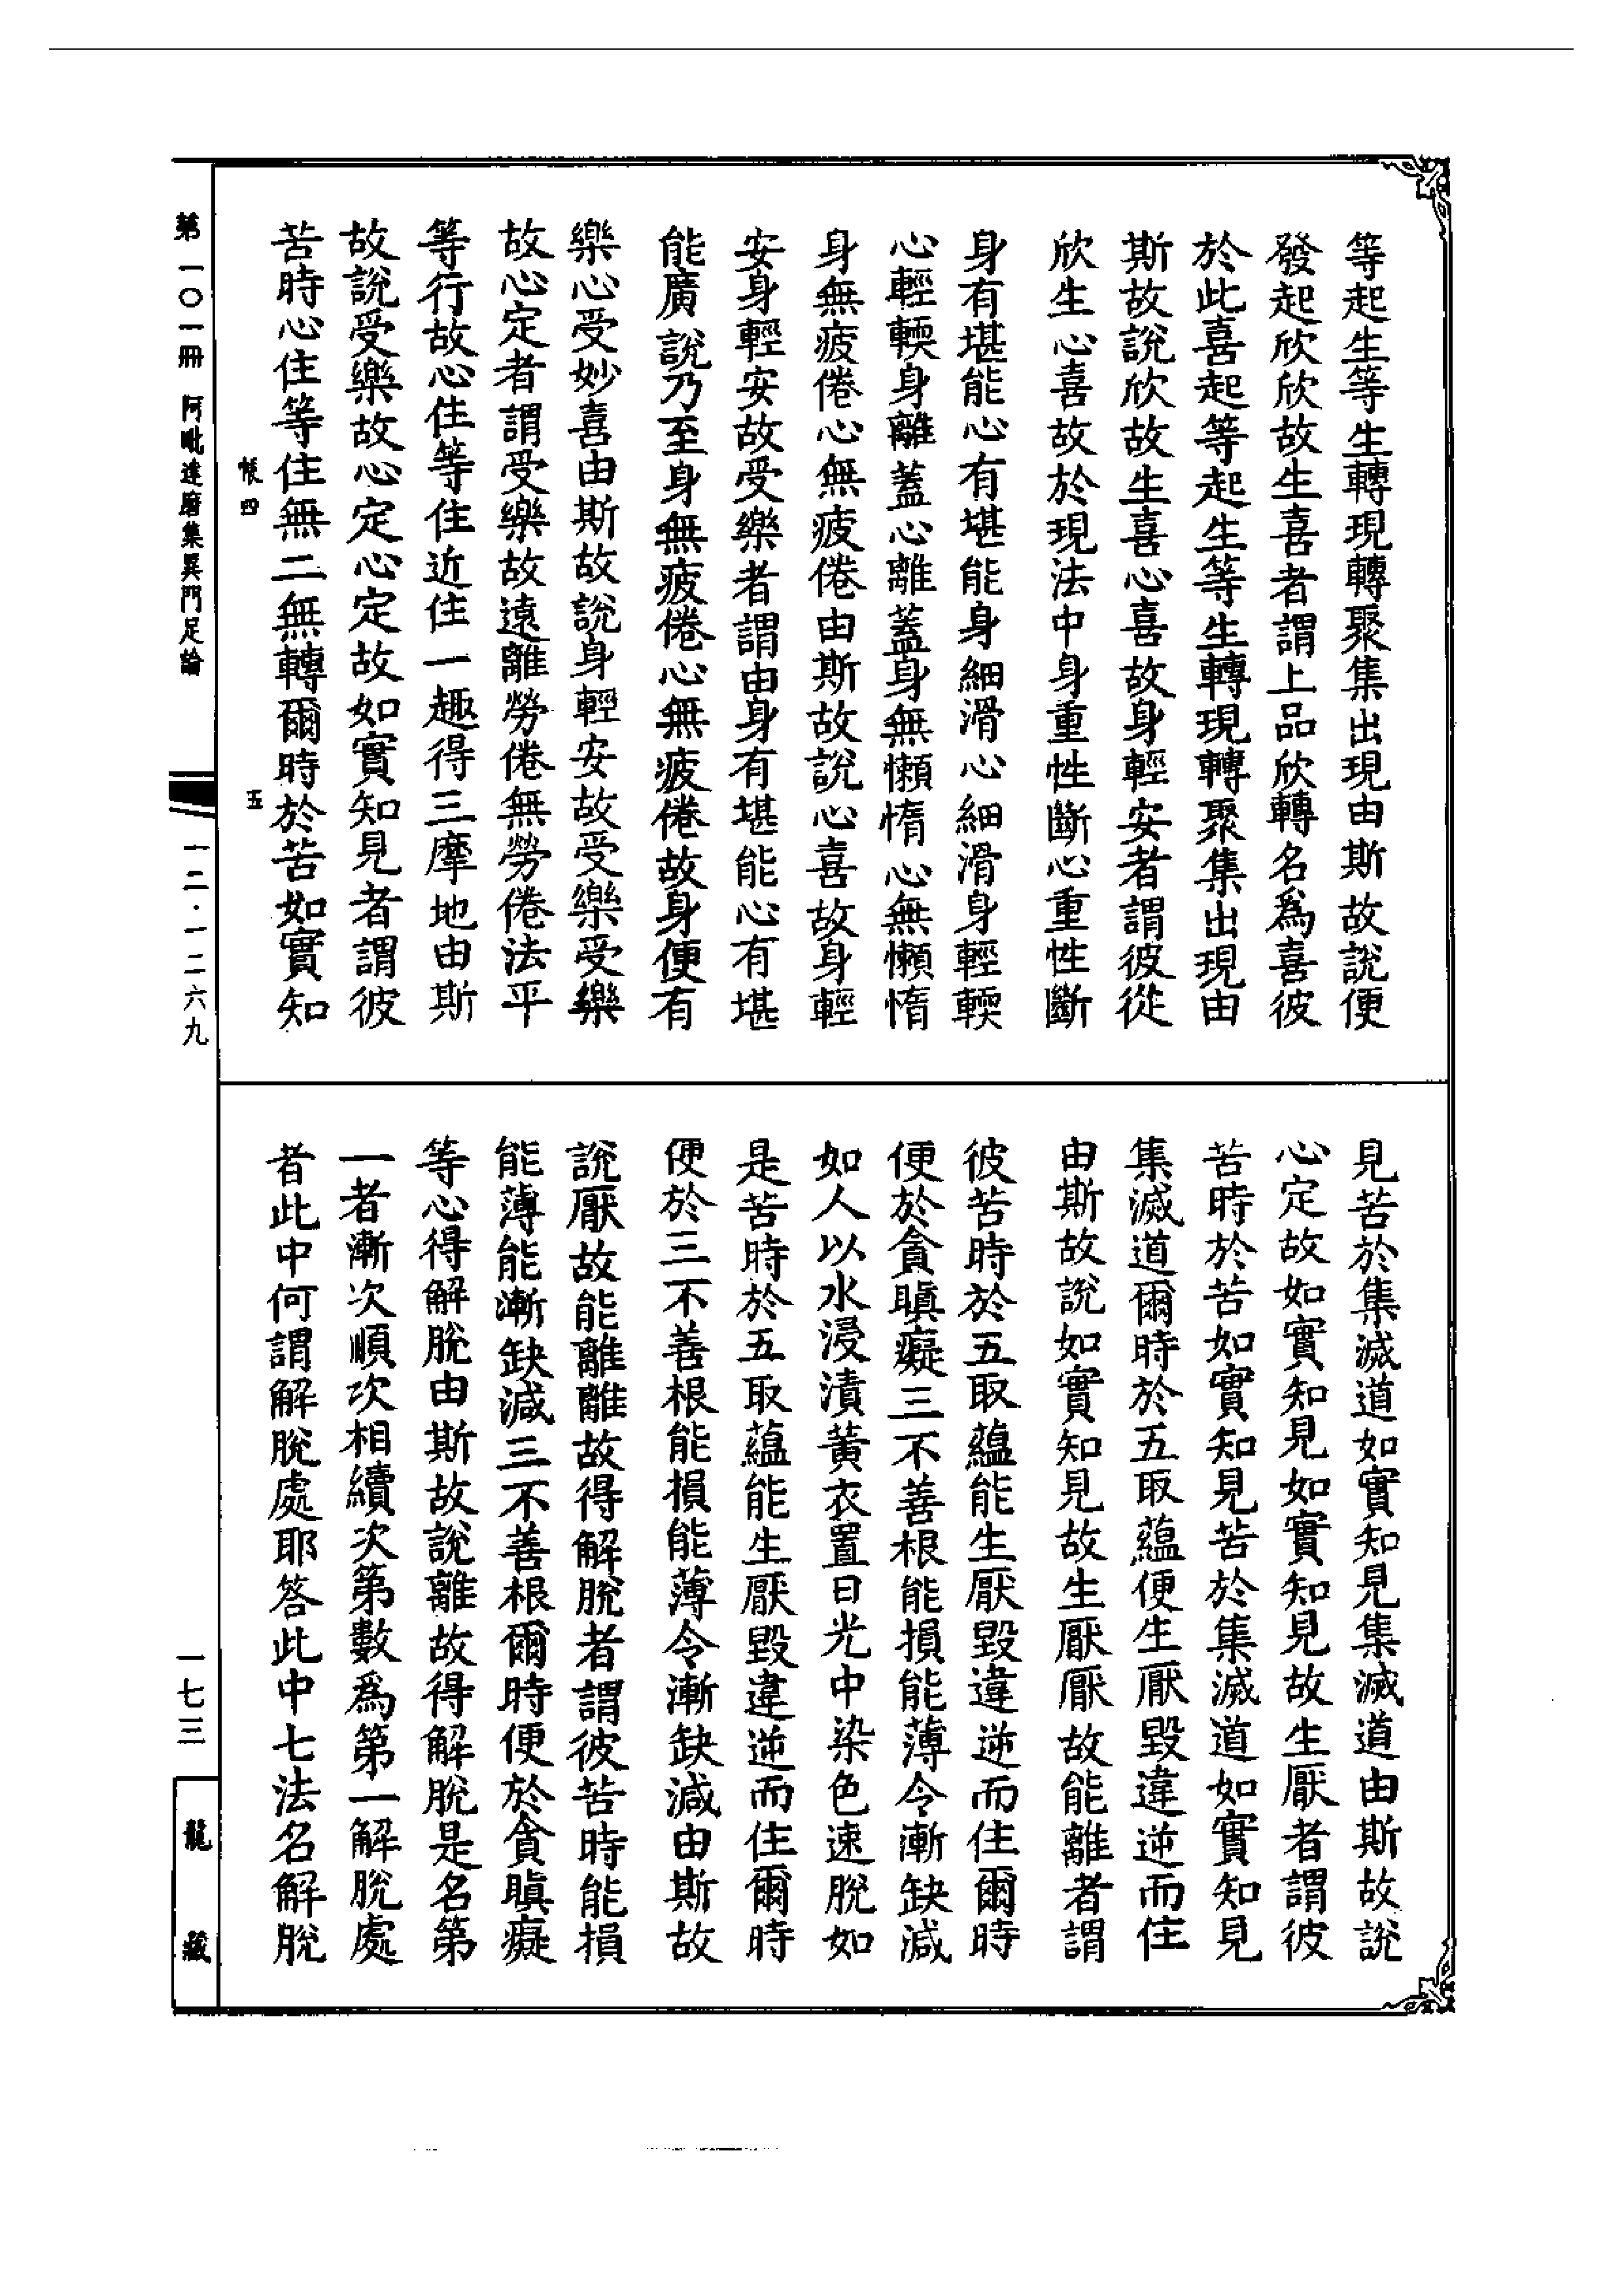 等起生等生轉現轉聚集出現由斯故說便
發起欣欣故生喜者謂上品欣轉名為喜彼
於此喜起等起生等生轉現轉聚集出現由
斯故說欣故生喜心喜故身輕安者謂彼從
欣生心喜故於現法中身重性斷心重性斷
身有堪能心有堪能身細滑心細滑身輕輭
心輕輭身離蓋心離蓋身無懶惰心無懶惰
身無疲倦心無疲倦由斯故說心喜故身輕
安身輕安故受樂者謂由身有堪能心有堪
能廣說乃至身無疲倦心無疲倦故身便有
樂心受妙喜由斯故說身輕安故受樂受樂
故心定者謂受樂故遠離勞倦無勞倦法平
等行故心住等住近住一趣得三摩地由斯
故說受樂故心定心定故如實知見者謂彼
苦時心住等住無二無轉爾時於苦如實知
帳四
五
見苦於集滅道如實知見集滅道由斯故說
心定故如實知見如實知見故生厭者謂彼
苦時於苦如實知見苦於集滅道如實知見
集滅道爾時於五取蘊便生厭毀違逆而住
由斯故說如實知見故生厭厭故能離者謂
彼苦時於五取蘊能生厭毀違逆而住爾時
便於貪瞋癡三不善根能損能薄令漸缺減
如人以水浸漬黃衣置日光中染色速脫如
是苦時於五取蘊能生厭毀違逆而住爾時
便於三不善根能損能薄令漸缺減由斯故
說厭故能離離故得解脫者謂彼苦時能損
能薄能漸缺減三不善根爾時便於貪瞋癡
等心得解脫由斯故說離故得解脫是名第
一者漸次順次相續次第數為第一解脫處
者此中何謂解脫處耶答此中七法名解脫
第一〇一冊 阿毗達磨集異門足論
一二·一二六九
一七三
龍藏